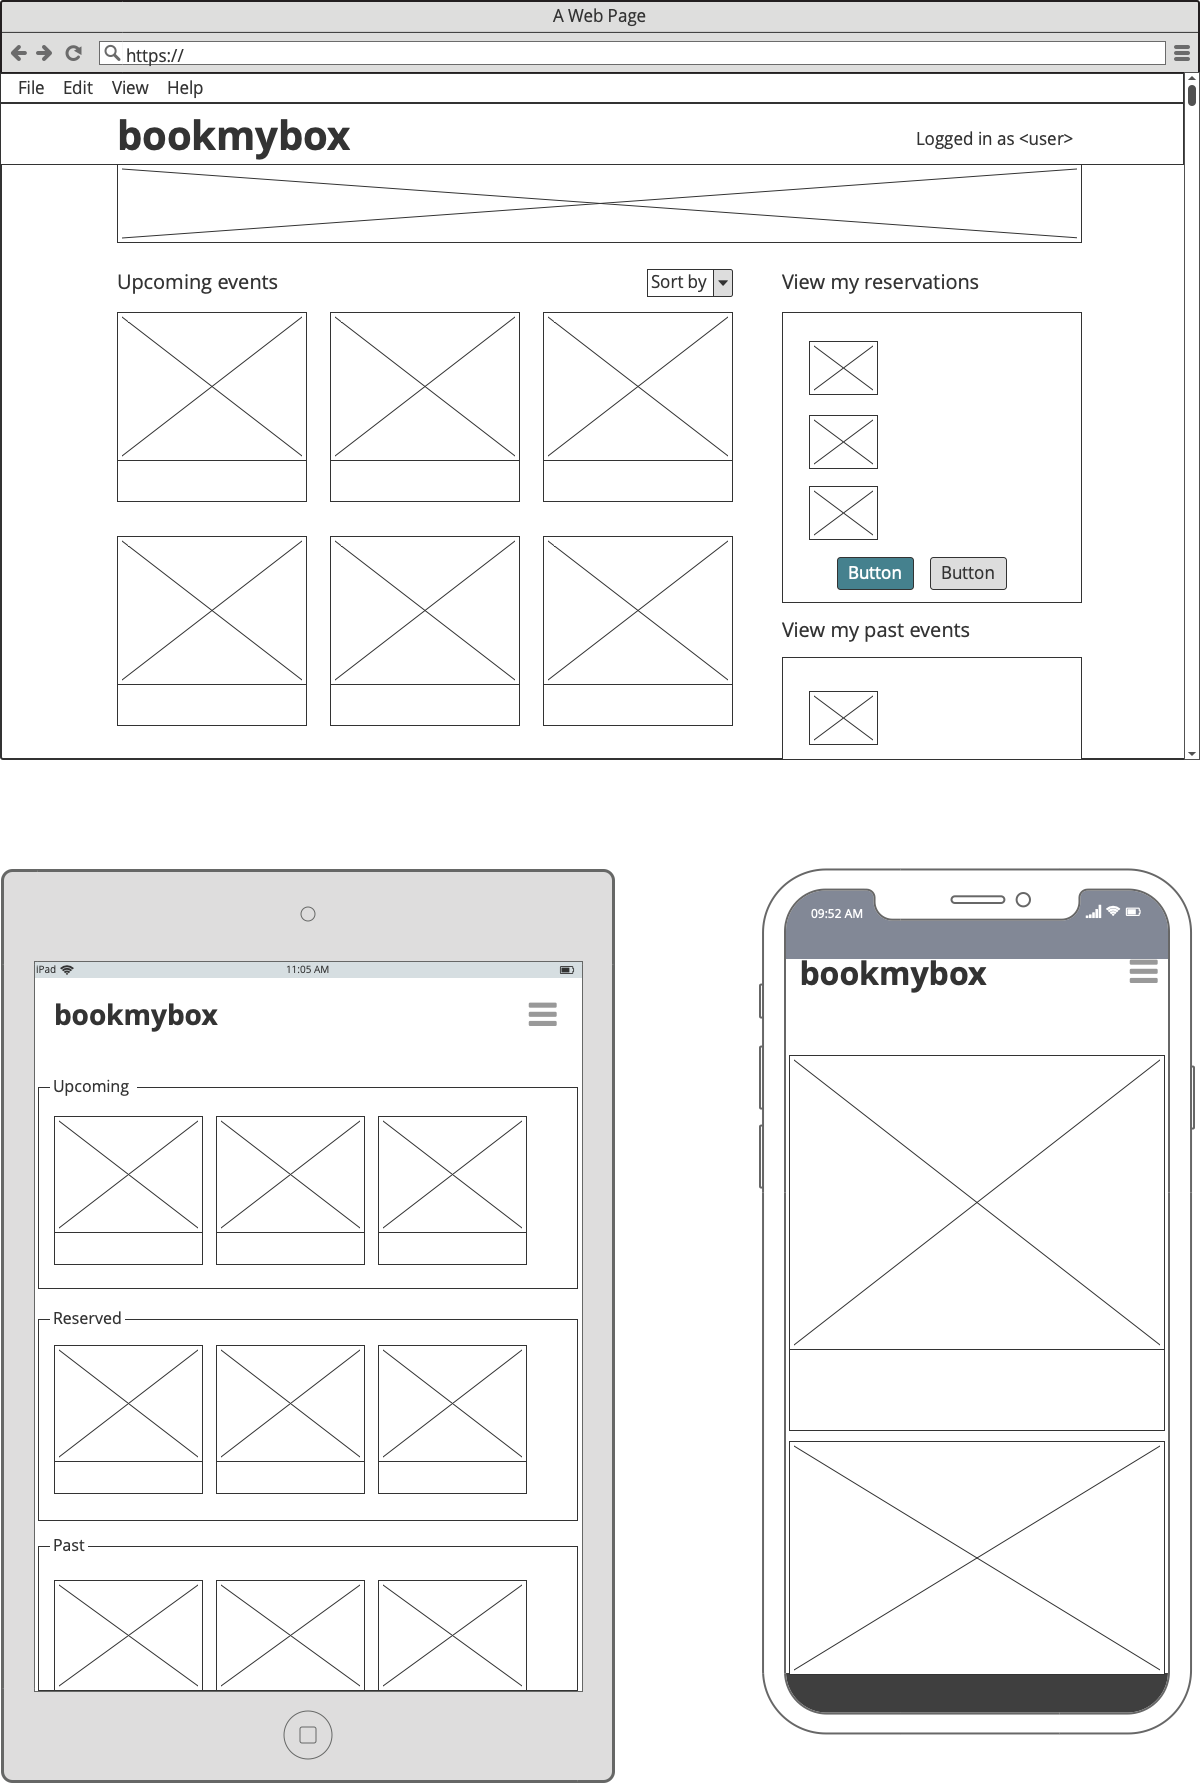 A Web Page
https://
File Edit View Help
bookmybox
Logged in as <user>
Upcoming events
Sort by
View my reservations
Button Button
View my past events
iPad 11:05 AM
bookmybox
Upcoming
Reserved
Past
09:52 AM
bookmybox